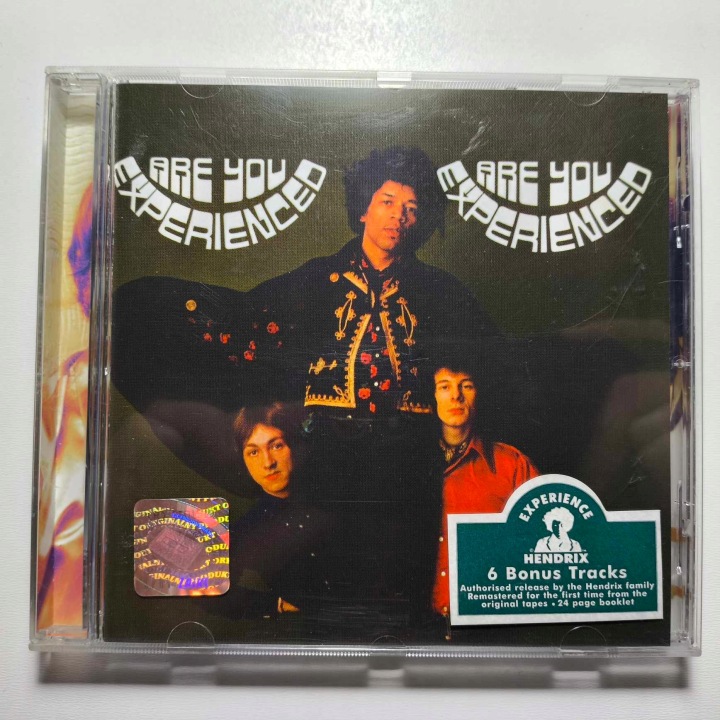 ARE YOU
EXPERIENCED
ARE YOU
EXPERIENCED
EXPERIENCE
HENDRIX
6 Bonus Tracks
Authorised release by the Hendrix family
Remastered for the first time from the
original tapes • 24 page booklet
ORYGINALNY